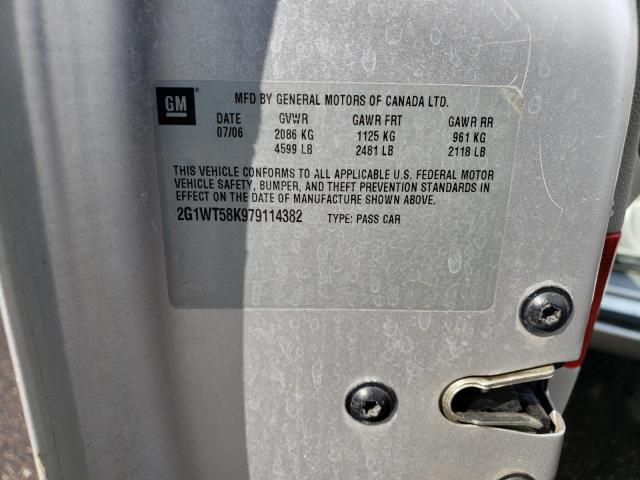 GM ® MFD BY GENERAL MOTORS OF CANADA LTD.
DATE GVWR GAWR FRT GAWR RR
07/06 2086 KG 1125 KG 961 KG
4599 LB 2481 LB 2118 LB
THIS VEHICLE CONFORMS TO ALL APPLICABLE U.S. FEDERAL MOTOR
VEHICLE SAFETY, BUMPER, AND THEFT PREVENTION STANDARDS IN
EFFECT ON THE DATE OF MANUFACTURE SHOWN ABOVE.
2G1WT58K979114382 TYPE: PASS CAR